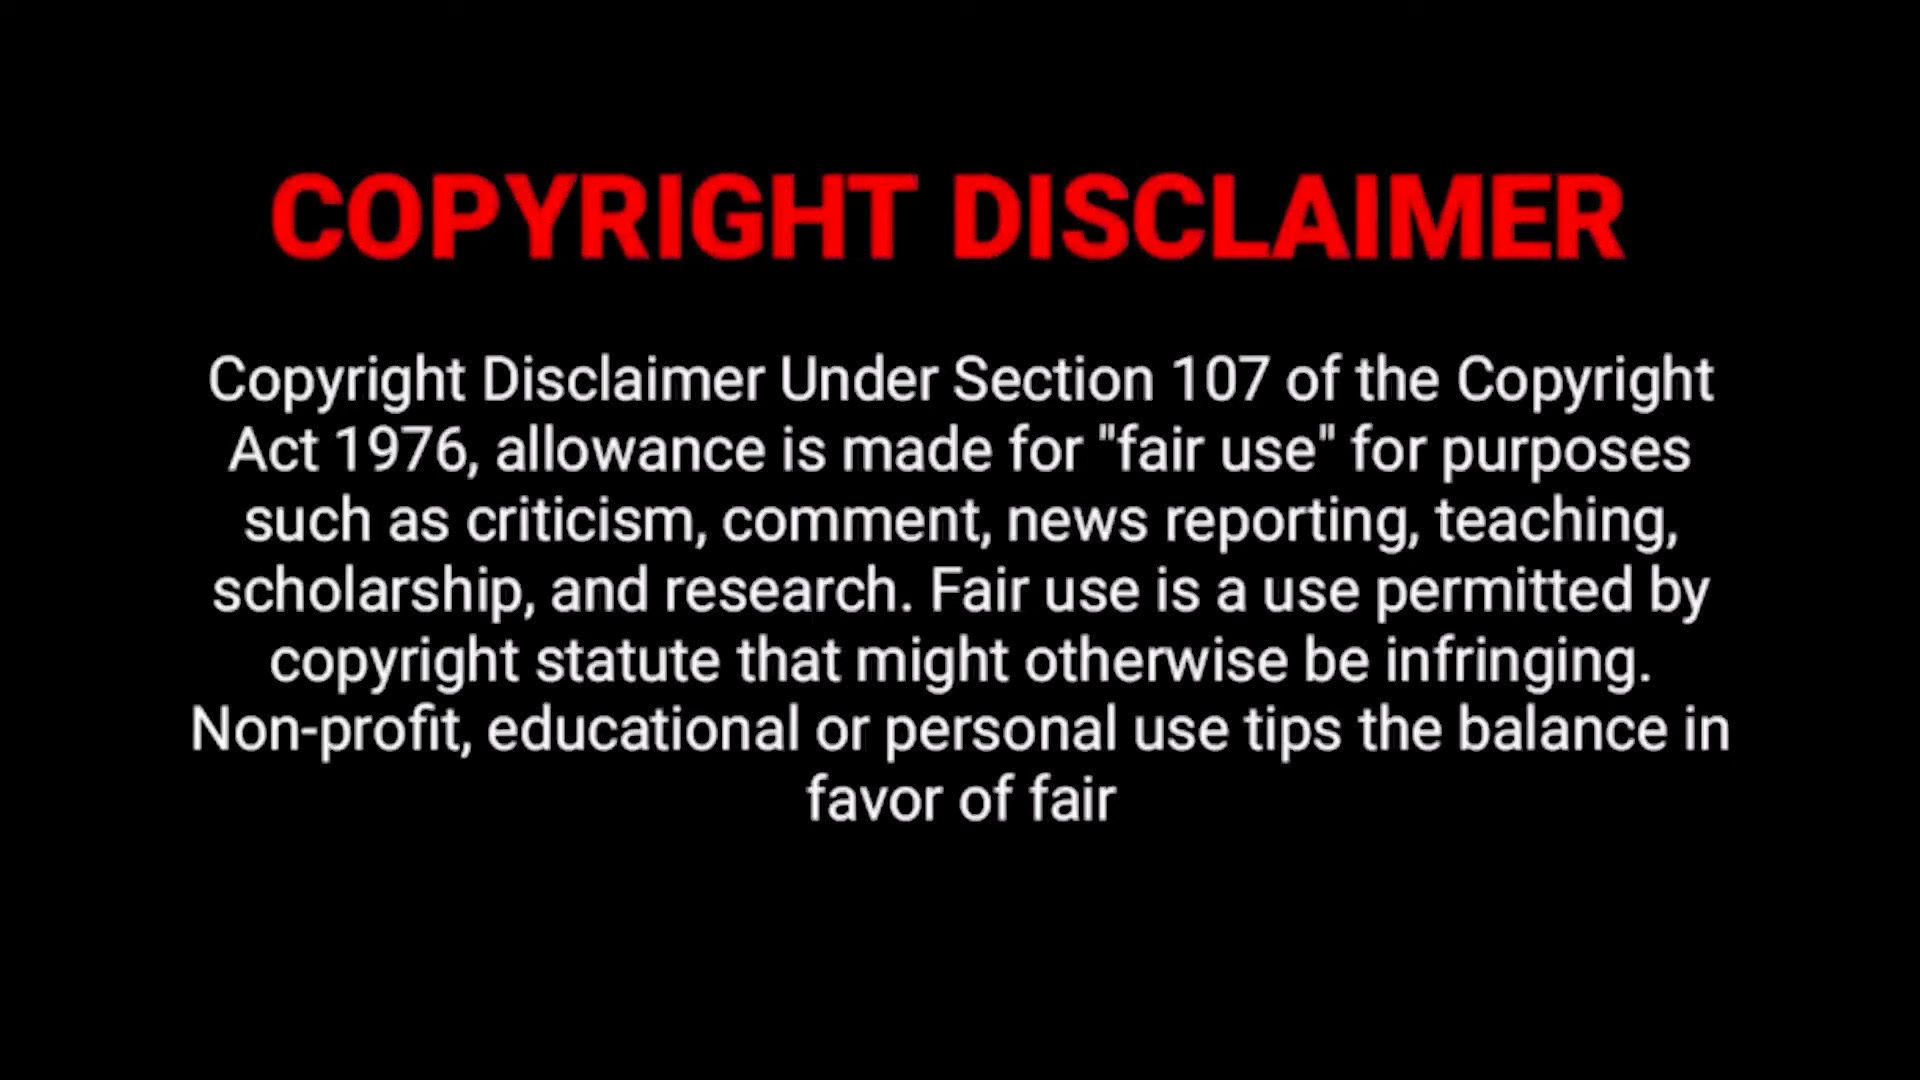 COPYRIGHT DISCLAIMER
Copyright Disclaimer Under Section 107 of the Copyright
Act 1976, allowance is made for "fair use" for purposes
such as criticism, comment, news reporting, teaching,
scholarship, and research. Fair use is a use permitted by
copyright statute that might otherwise be infringing.
Non-profit, educational or personal use tips the balance in
favor of fair